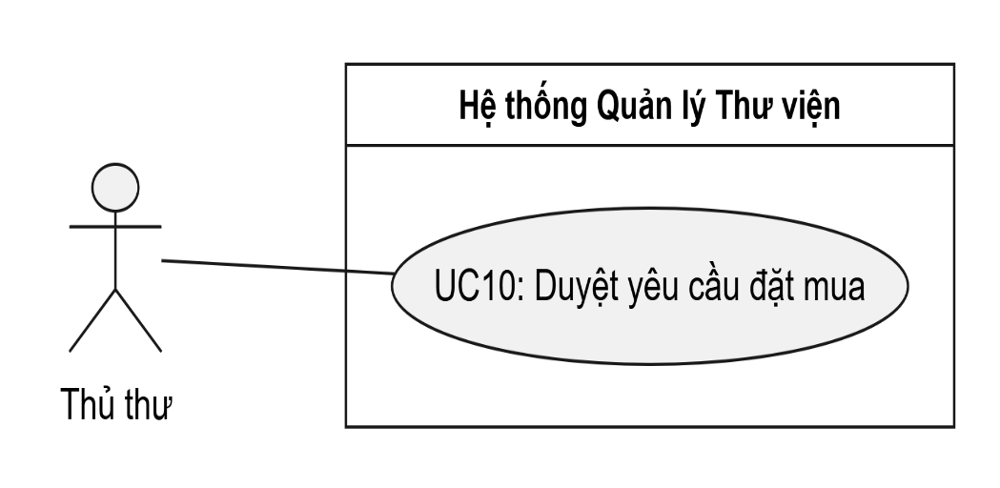 Hệ thống Quản lý Thư viện
UC10: Duyệt yêu cầu đặt mua
Thủ thư